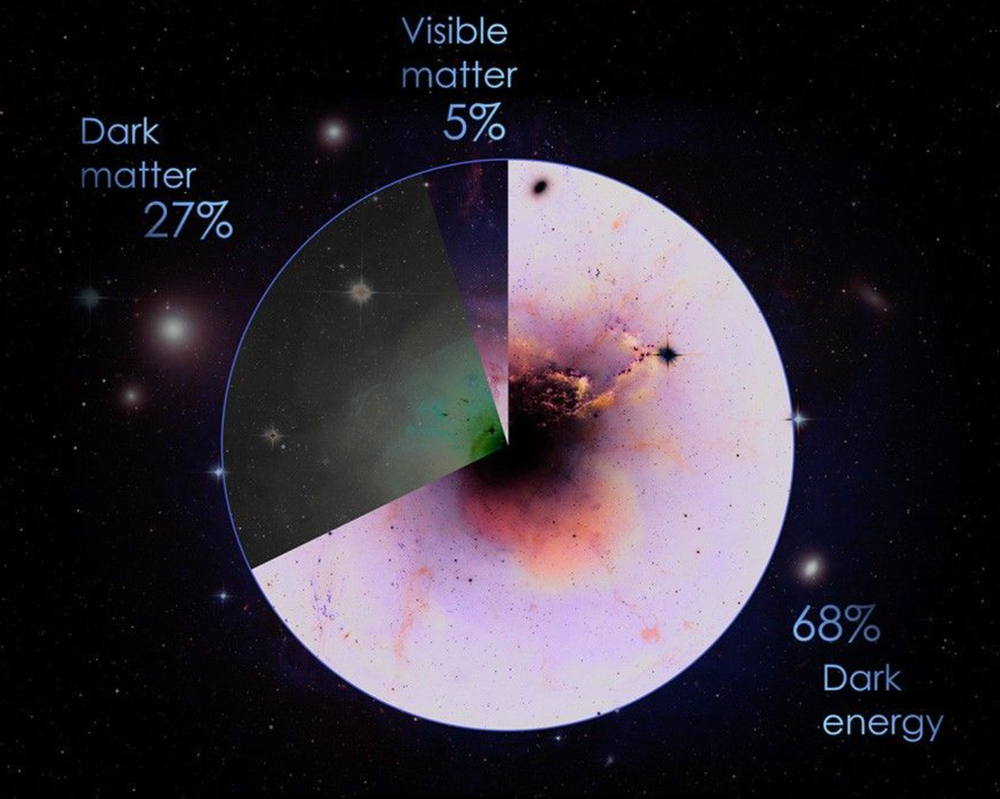 Visible
matter
5%
Dark
matter
27%
68%
Dark
energy